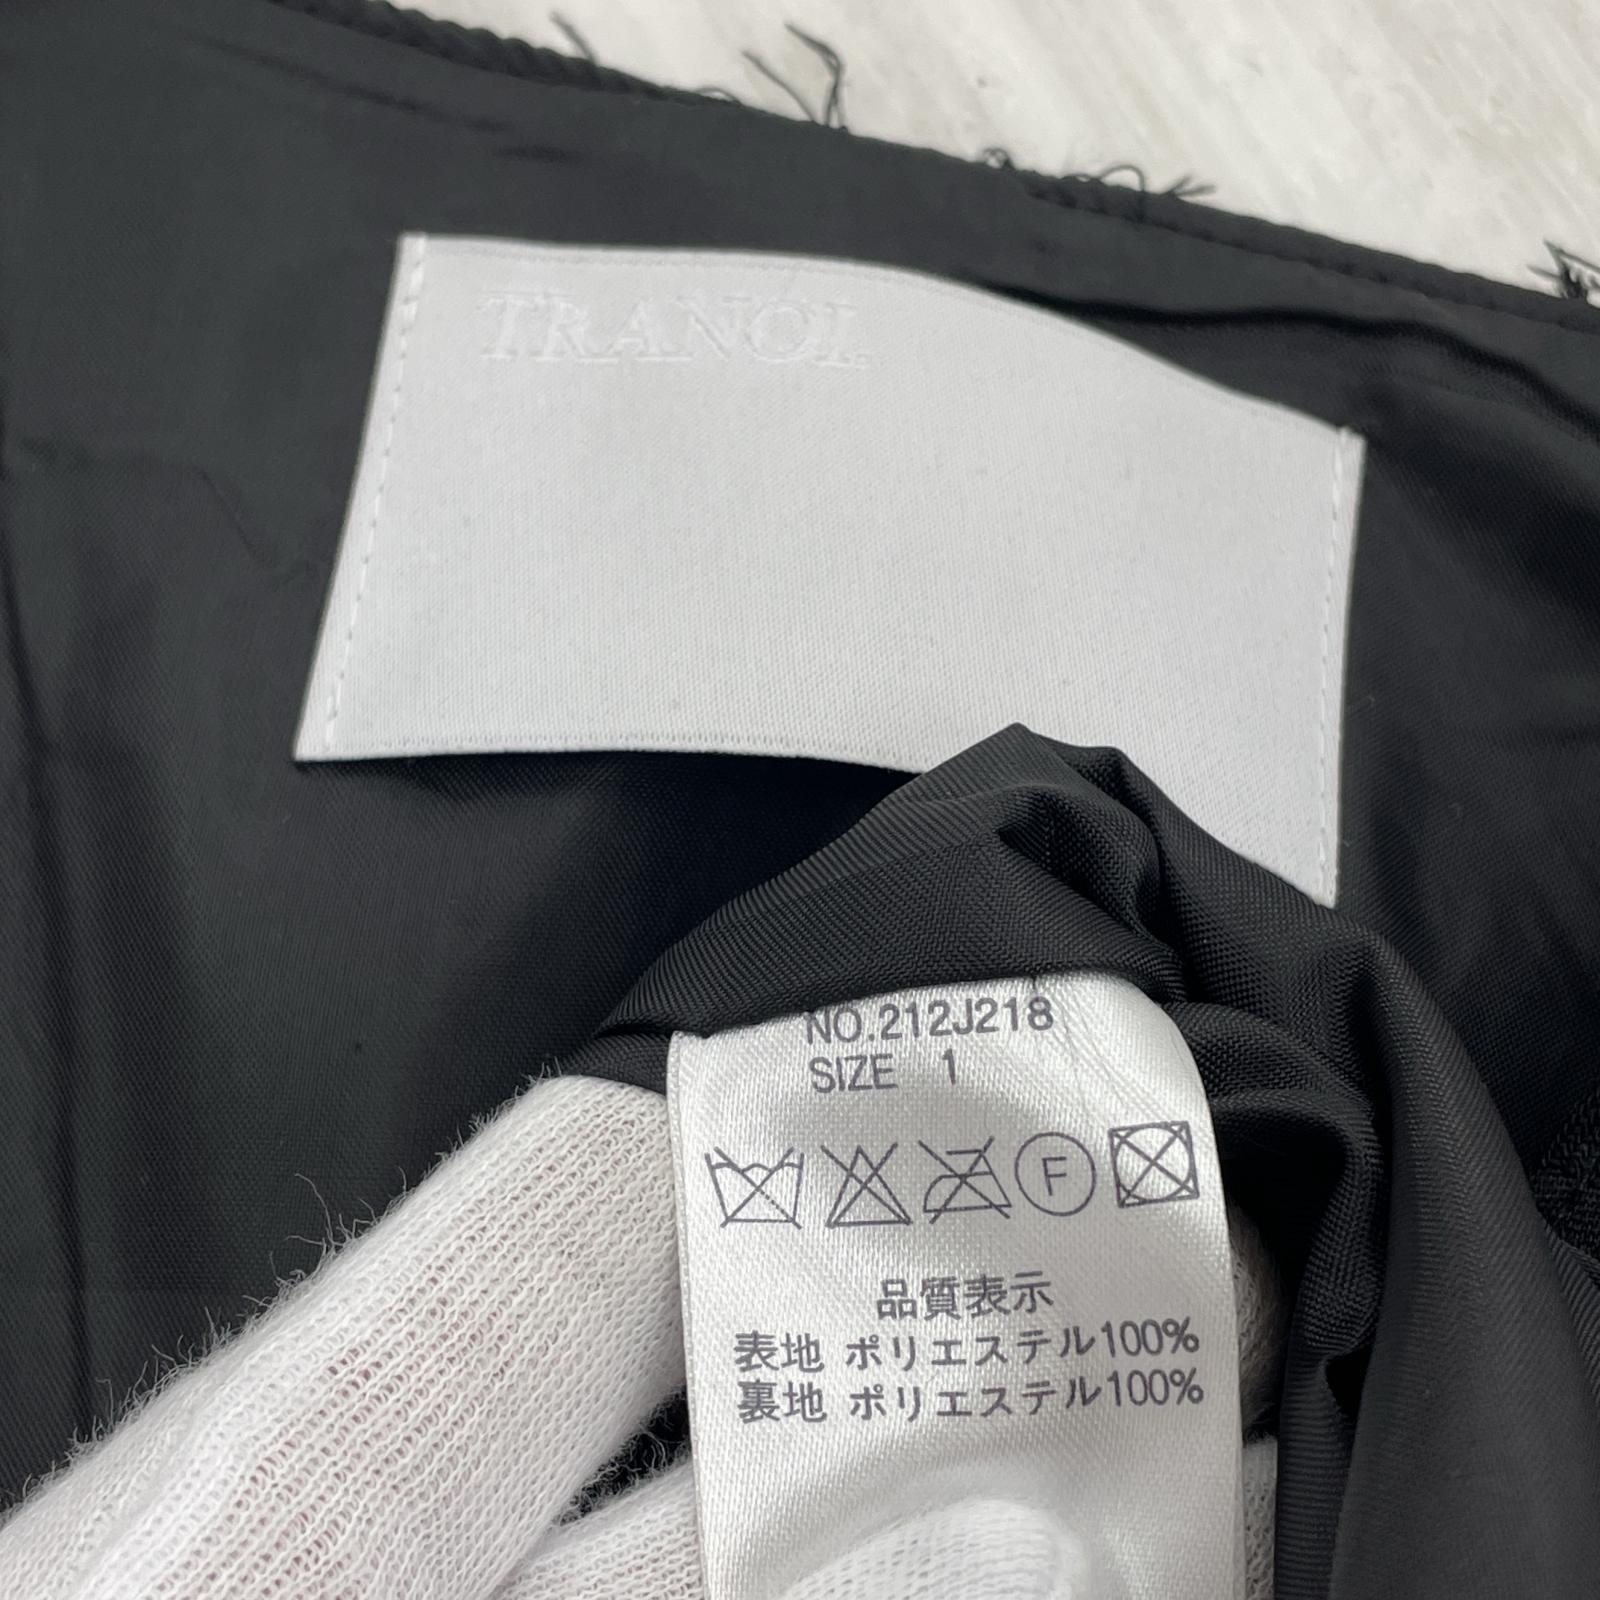 TRANOI.
NO.212J218
SIZE 1
F
品質表示
表地 ポリエステル100%
裏地 ポリエステル100%